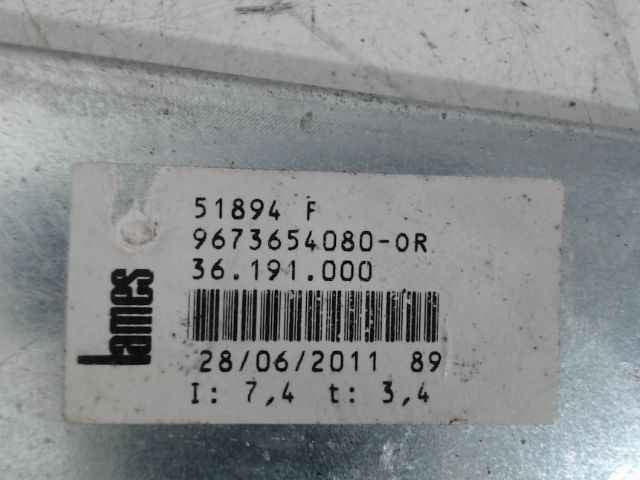 51894 F
9673654080-0R
36.191.000
28/06/2011 89
I: 7,4 t: 3,4
Lames